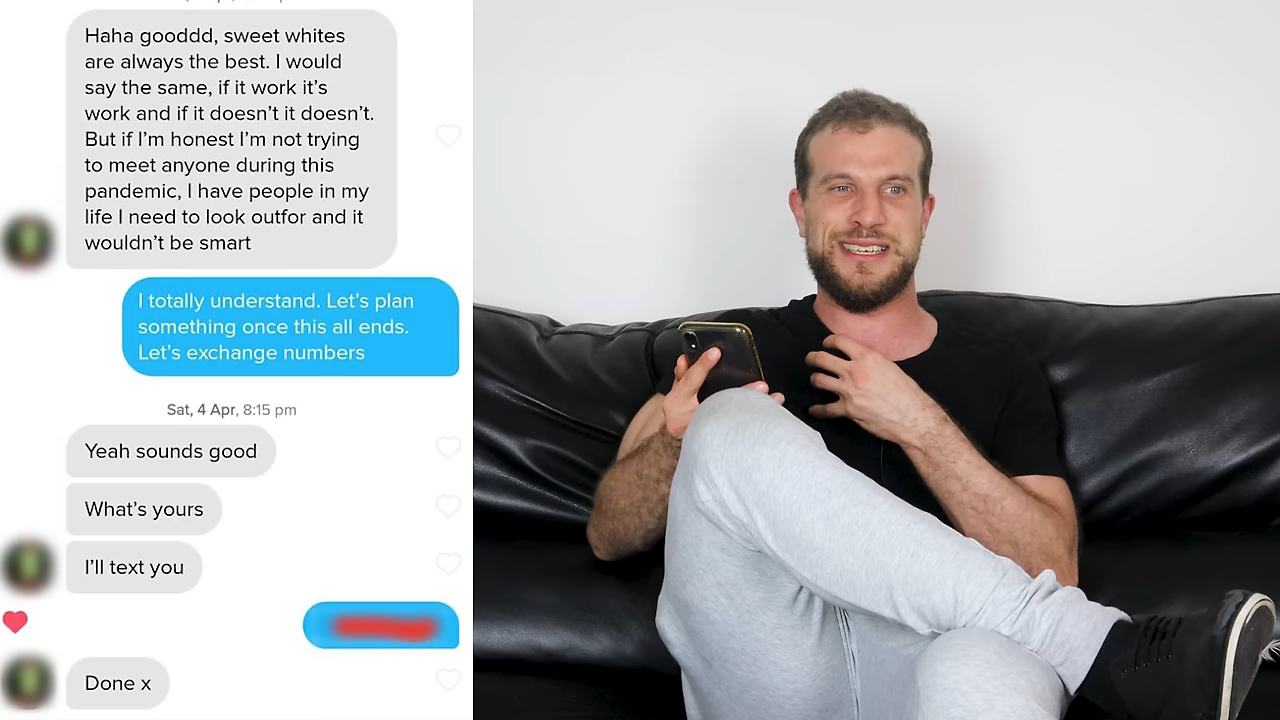 Haha gooddd, sweet whites
are always the best. I would
say the same, if it work it’s
work and if it doesn’t it doesn’t.
But if I’m honest I’m not trying
to meet anyone during this
pandemic, I have people in my
life I need to look outfor and it
wouldn’t be smart
I totally understand. Let’s plan
something once this all ends.
Let’s exchange numbers
Sat, 4 Apr, 8:15 pm
Yeah sounds good
What’s yours
I’ll text you
Done x